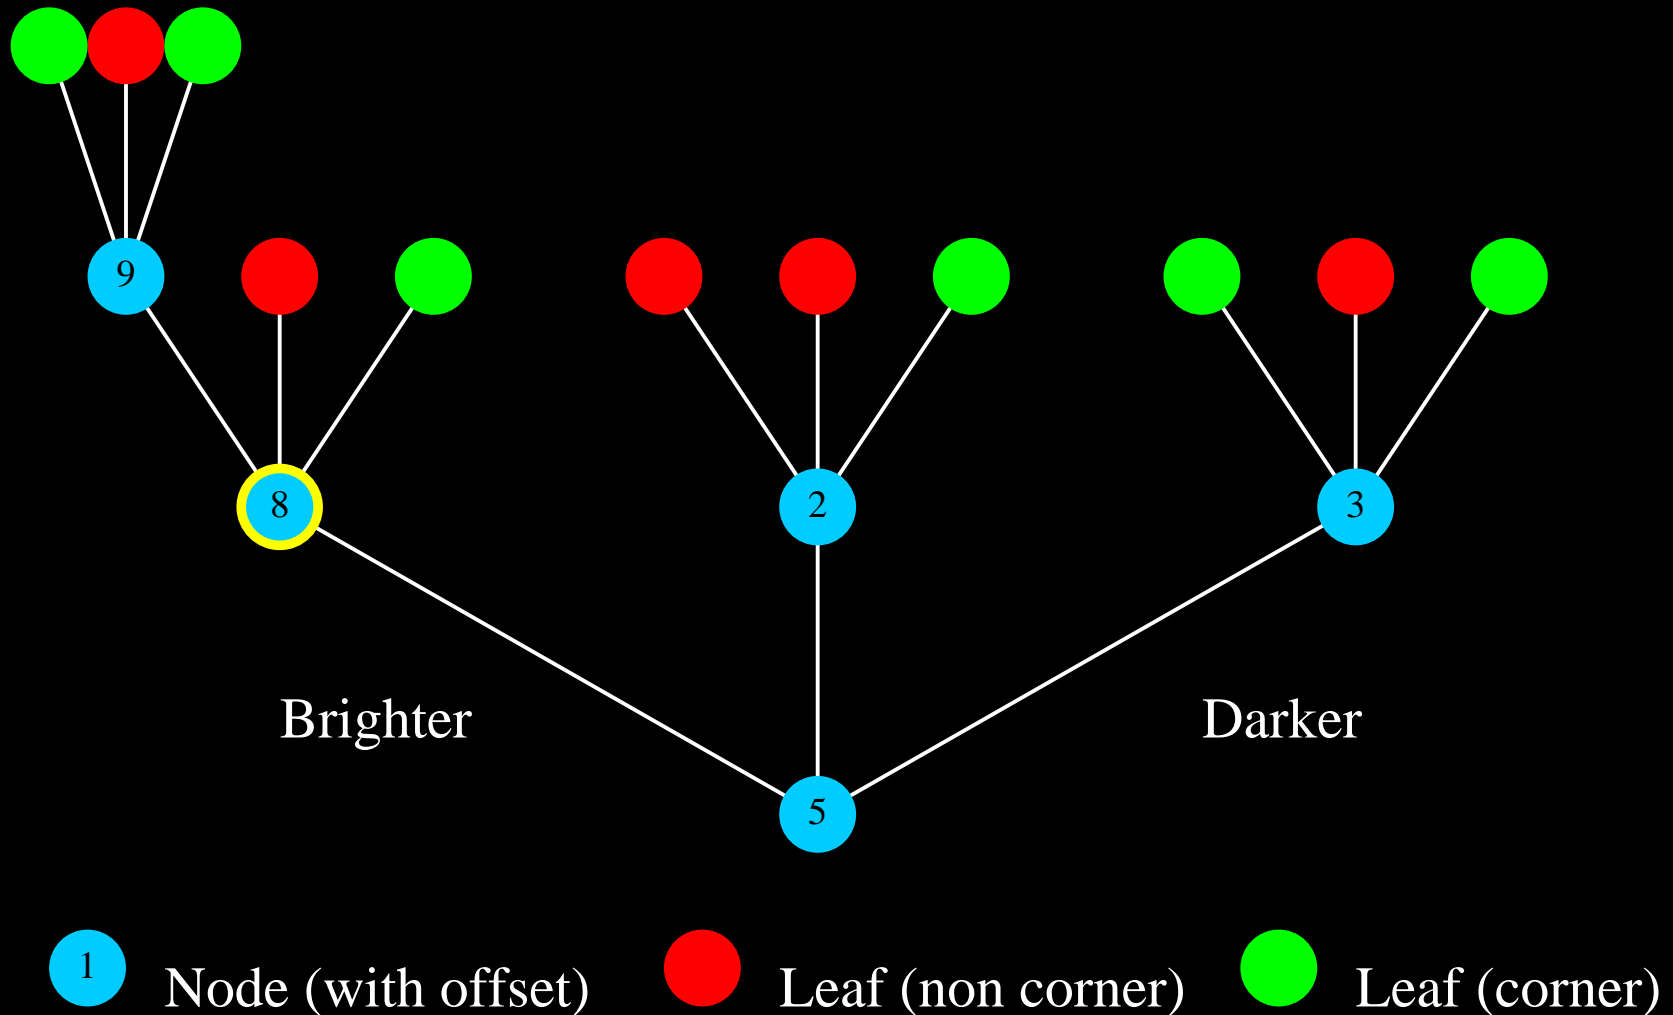 9
8
2
3
Brighter
Darker
5
1 Node (with offset) Leaf (non corner) Leaf (corner)